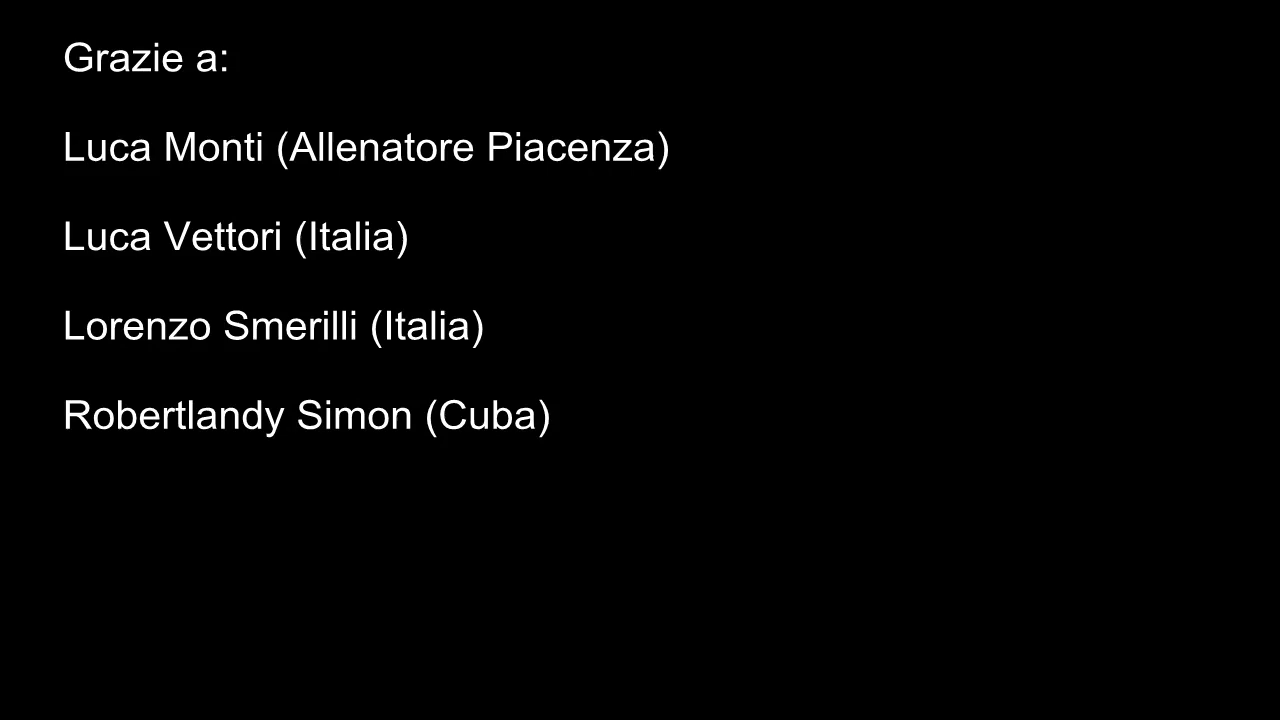 Grazie a:
Luca Monti (Allenatore Piacenza)
Luca Vettori (Italia)
Lorenzo Smerilli (Italia)
Robertlandy Simon (Cuba)